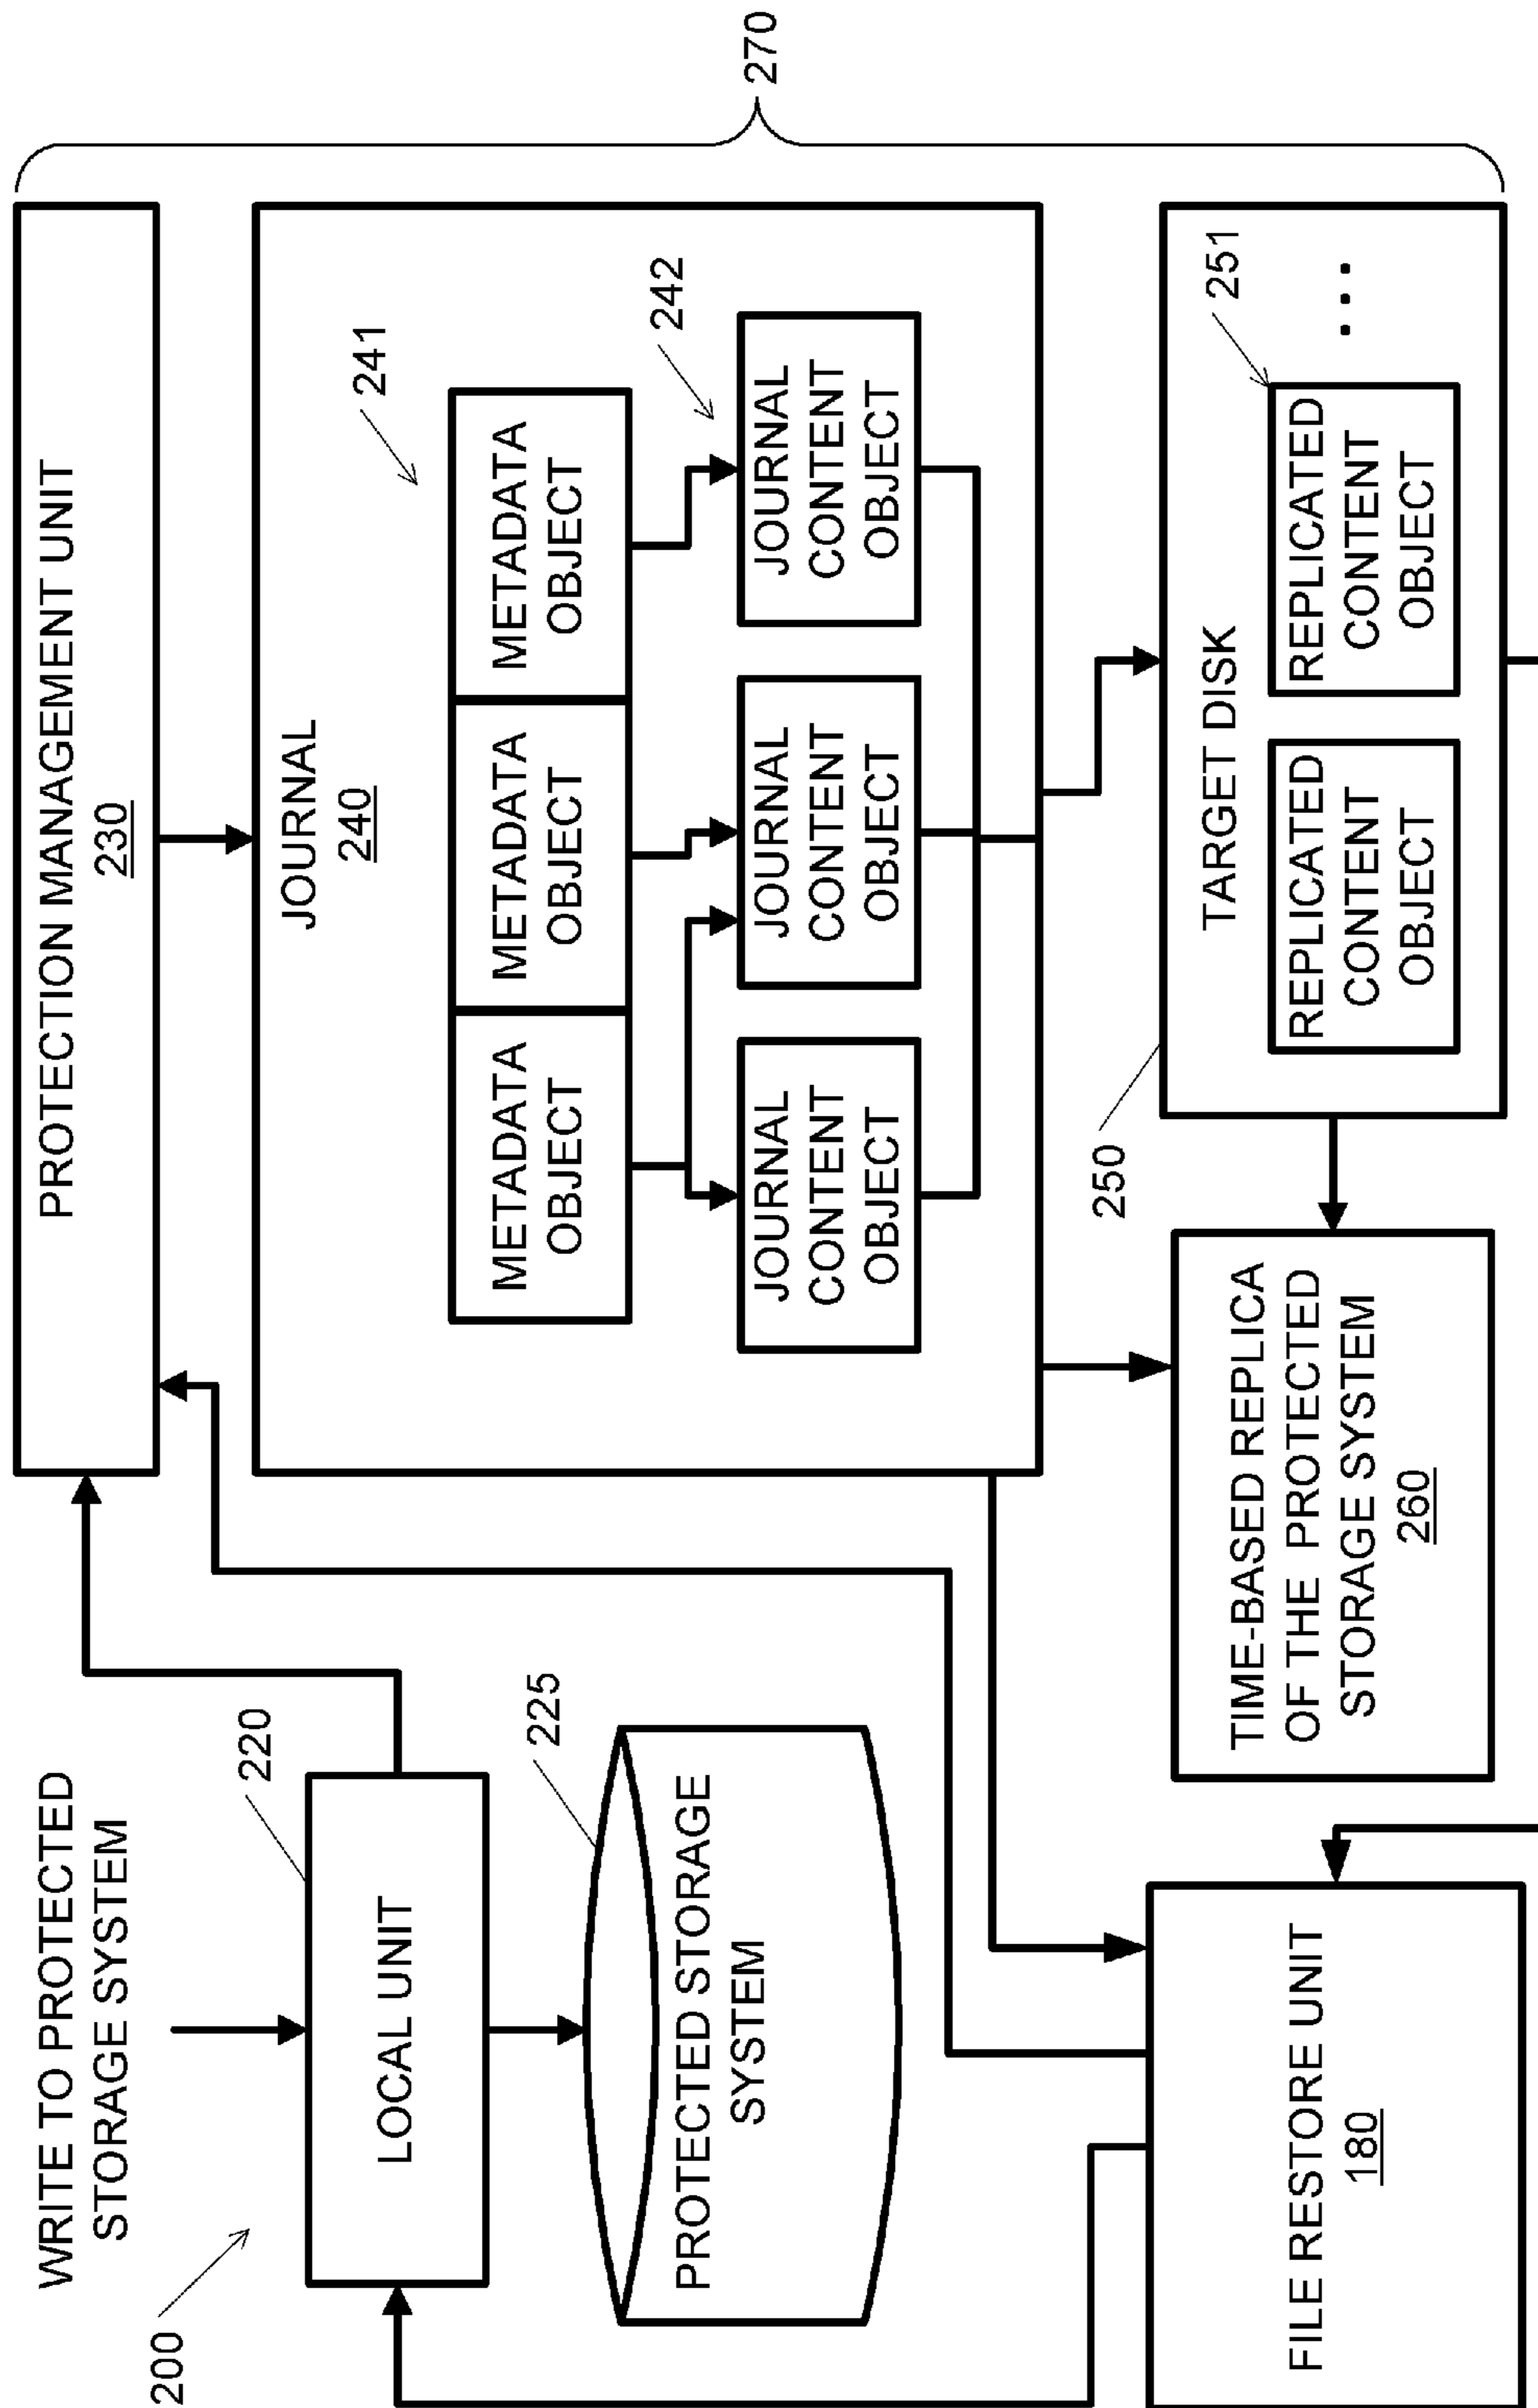 200
WRITE TO PROTECTED
STORAGE SYSTEM
220
LOCAL UNIT
225
PROTECTED STORAGE
SYSTEM
PROTECTION MANAGEMENT UNIT
230
JOURNAL
240
241
METADATA
OBJECT
METADATA
OBJECT
METADATA
OBJECT
242
JOURNAL
CONTENT
OBJECT
JOURNAL
CONTENT
OBJECT
JOURNAL
CONTENT
OBJECT
270
FILE RESTORE UNIT
180
TIME-BASED REPLICA
OF THE PROTECTED
STORAGE SYSTEM
260
250
TARGET DISK
251
REPLICATED
CONTENT
OBJECT
REPLICATED
CONTENT
OBJECT
...